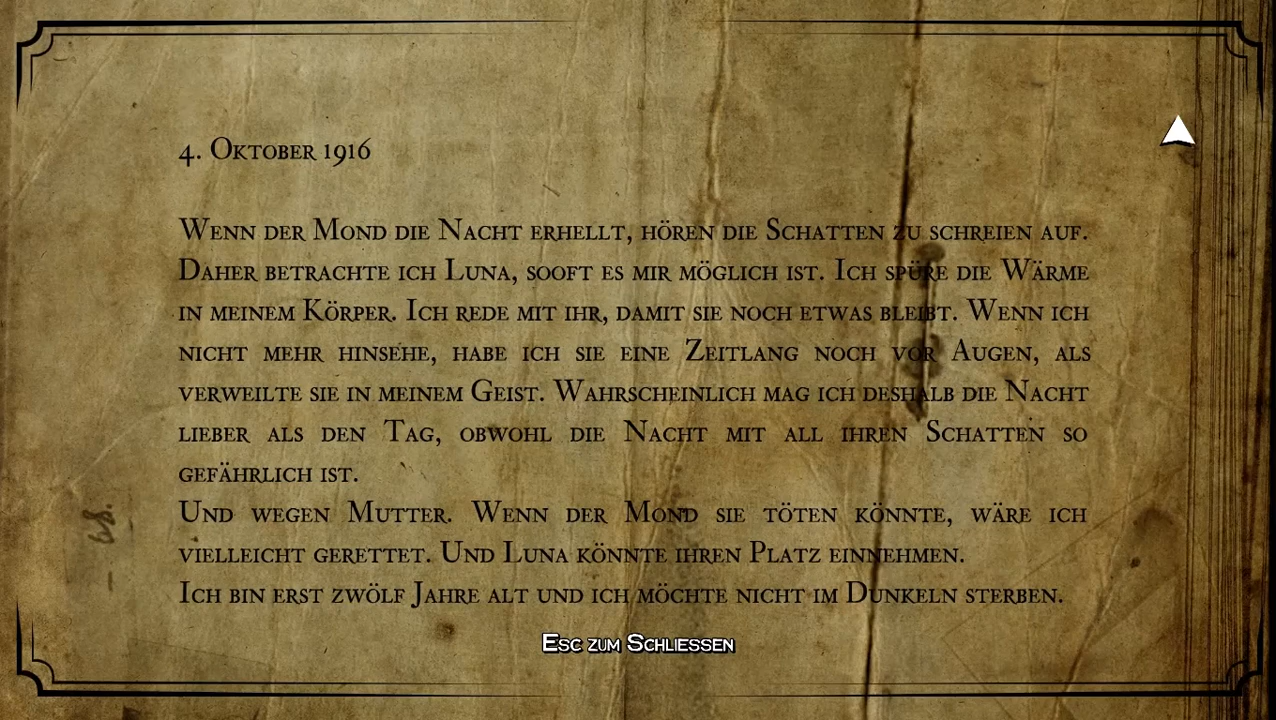 4. Oktober 1916
Wenn der Mond die Nacht erhellt, hören die Schatten zu schreien auf.
Daher betrachte ich Luna, sooft es mir möglich ist. Ich spüre die Wärme
in meinem Körper. Ich rede mit ihr, damit sie noch etwas bleibt. Wenn ich
nicht mehr hinsehe, habe ich sie eine Zeitlang noch vor Augen, als
verweilte sie in meinem Geist. Wahrscheinlich mag ich deshalb die Nacht
lieber als den Tag, obwohl die Nacht mit all ihren Schatten so
gefährlich ist.
Und wegen Mutter. Wenn der Mond sie töten könnte, wäre ich
vielleicht gerettet. Und Luna könnte ihren Platz einnehmen.
Ich bin erst zwölf Jahre alt und ich möchte nicht im Dunkeln sterben.
Esc zum Schliessen